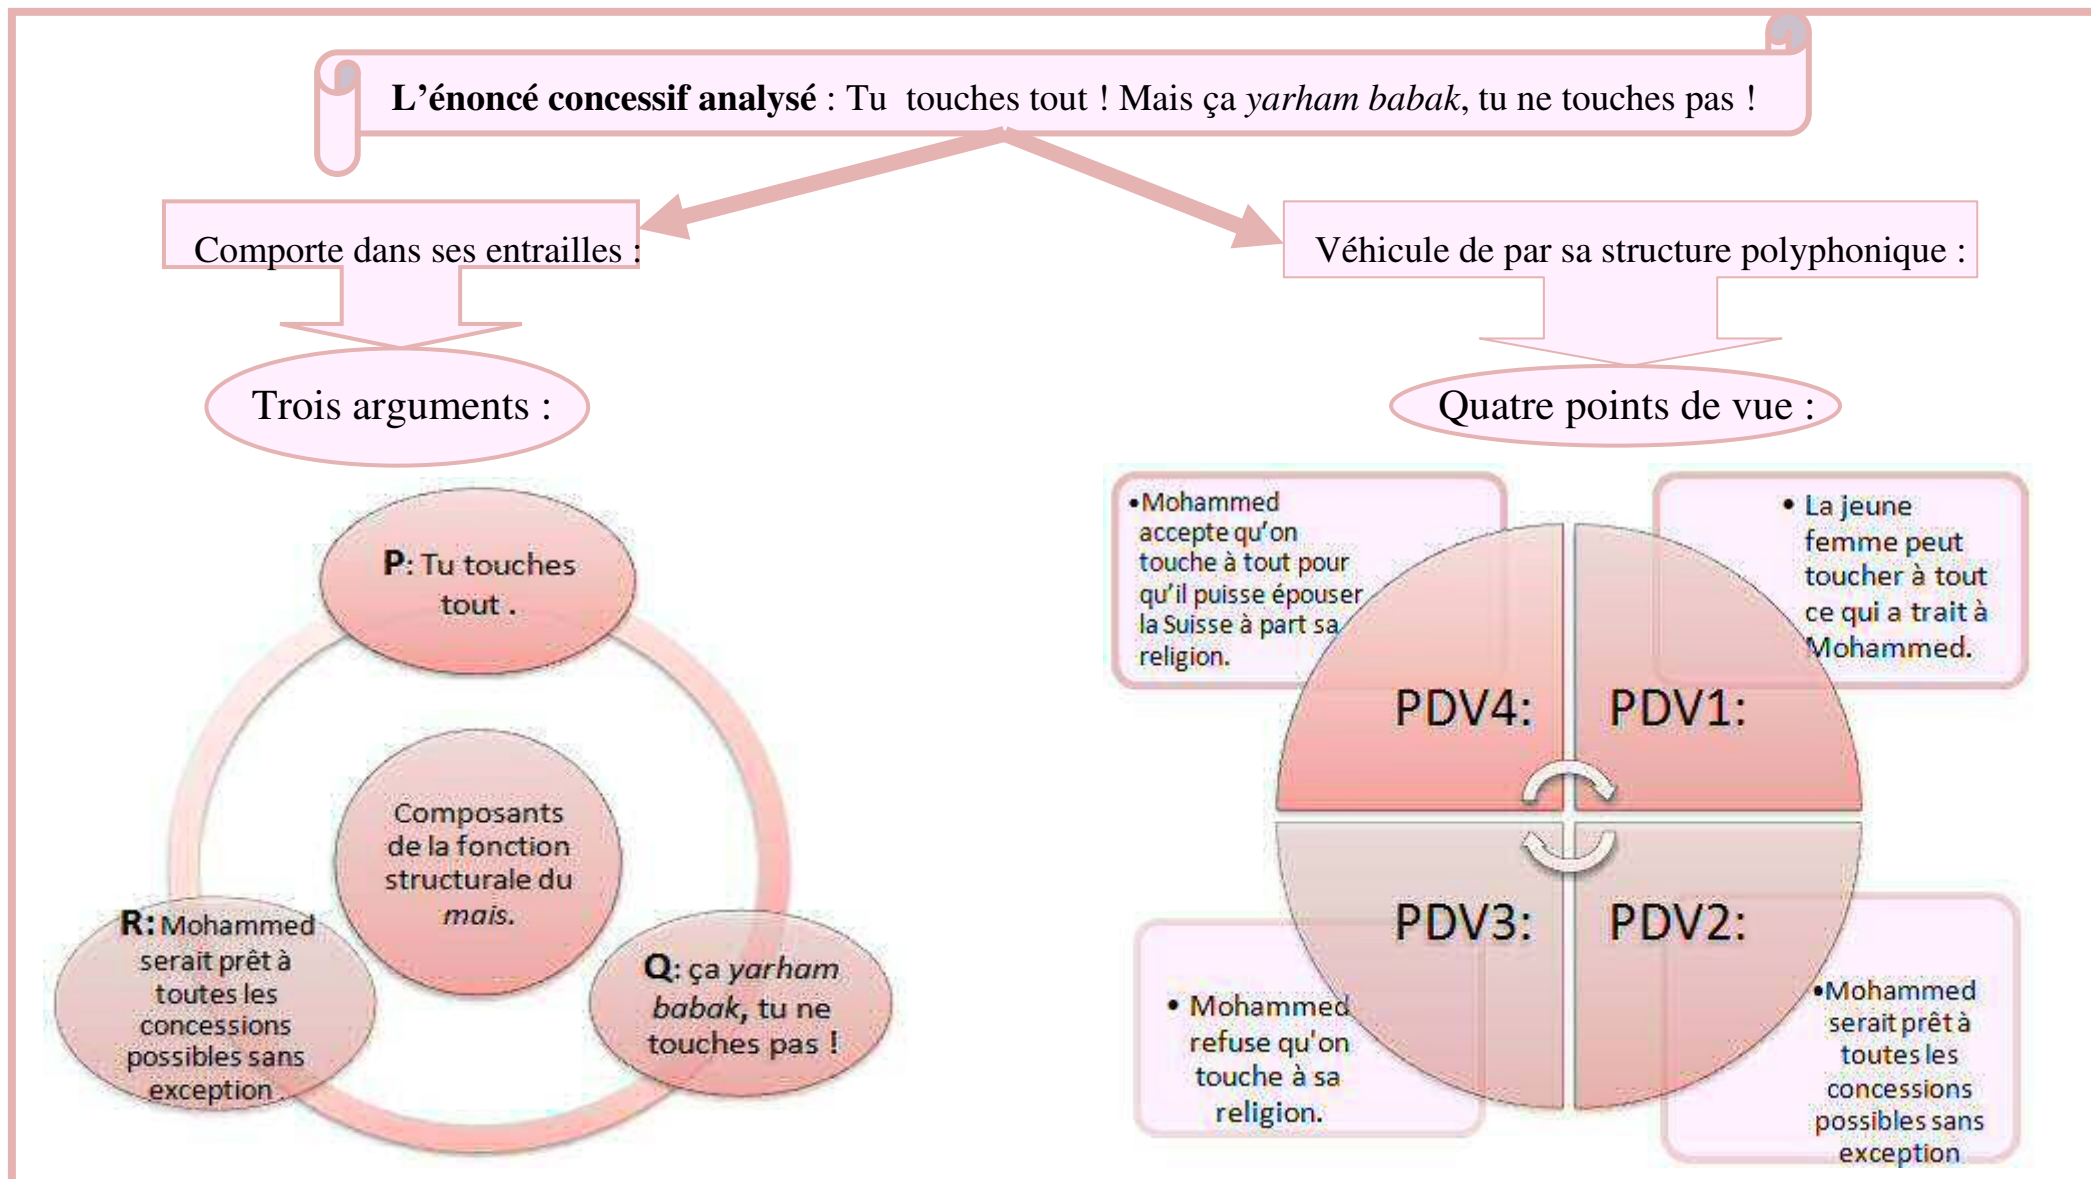 L’énoncé concessif analysé : Tu touches tout ! Mais ça yarham babak, tu ne touches pas !
Comporte dans ses entrailles :
Trois arguments :
P: Tu touches
tout .
Composants
de la fonction
structurale du
mais.
R: Mohammed
serait prêt à
toutes les
concessions
possibles sans
exception .
Q: ça yarham
babak, tu ne
touches pas !
Véhicule de par sa structure polyphonique :
Quatre points de vue :
•Mohammed
accepte qu'on
touche à tout pour
qu'il puisse épouser
la Suisse à part sa
religion.
PDV4:
• La jeune
femme peut
toucher à tout
ce qui a trait à
Mohammed.
PDV1:
PDV3:
• Mohammed
refuse qu'on
touche à sa
religion.
PDV2:
•Mohammed
serait prêt à
toutes les
concessions
possibles sans
exception